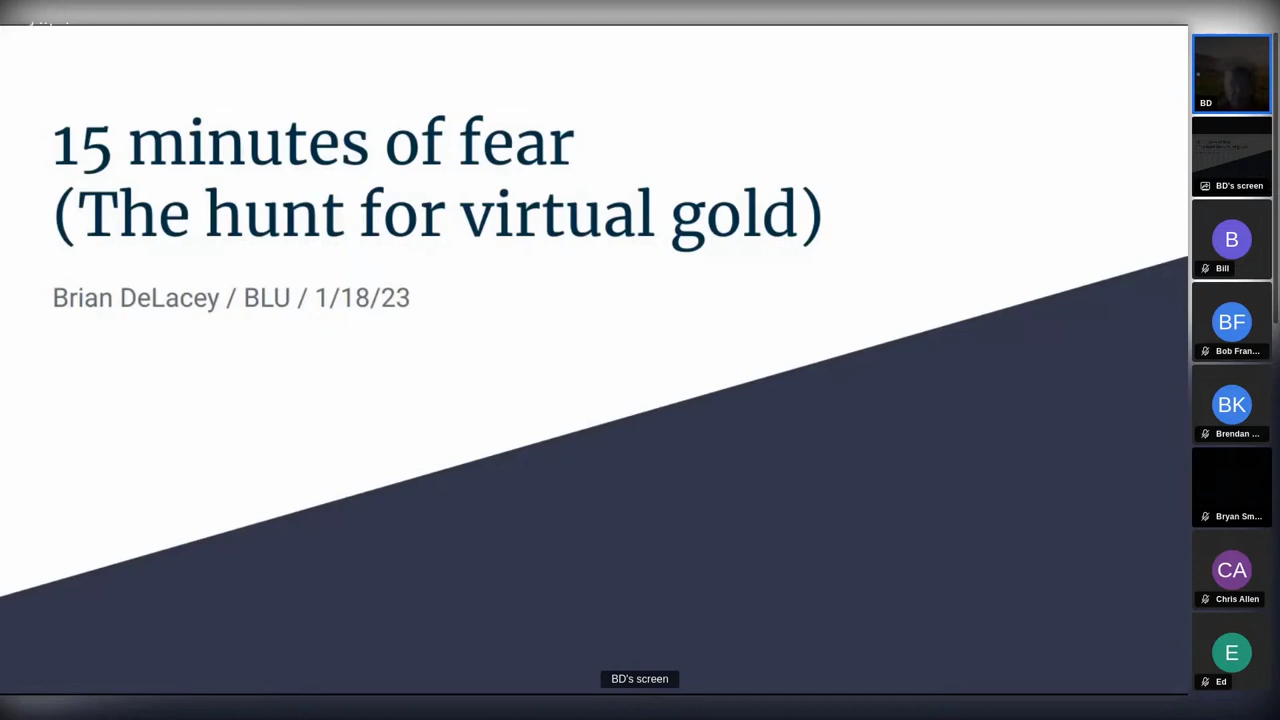 15 minutes of fear
(The hunt for virtual gold)
Brian DeLacey / BLU / 1/18/23
BD's screen
BD
BD's screen
B
Bill
BF
Bob Fran...
BK
Brendan ...
Bryan Sm...
CA
Chris Allen
E
Ed